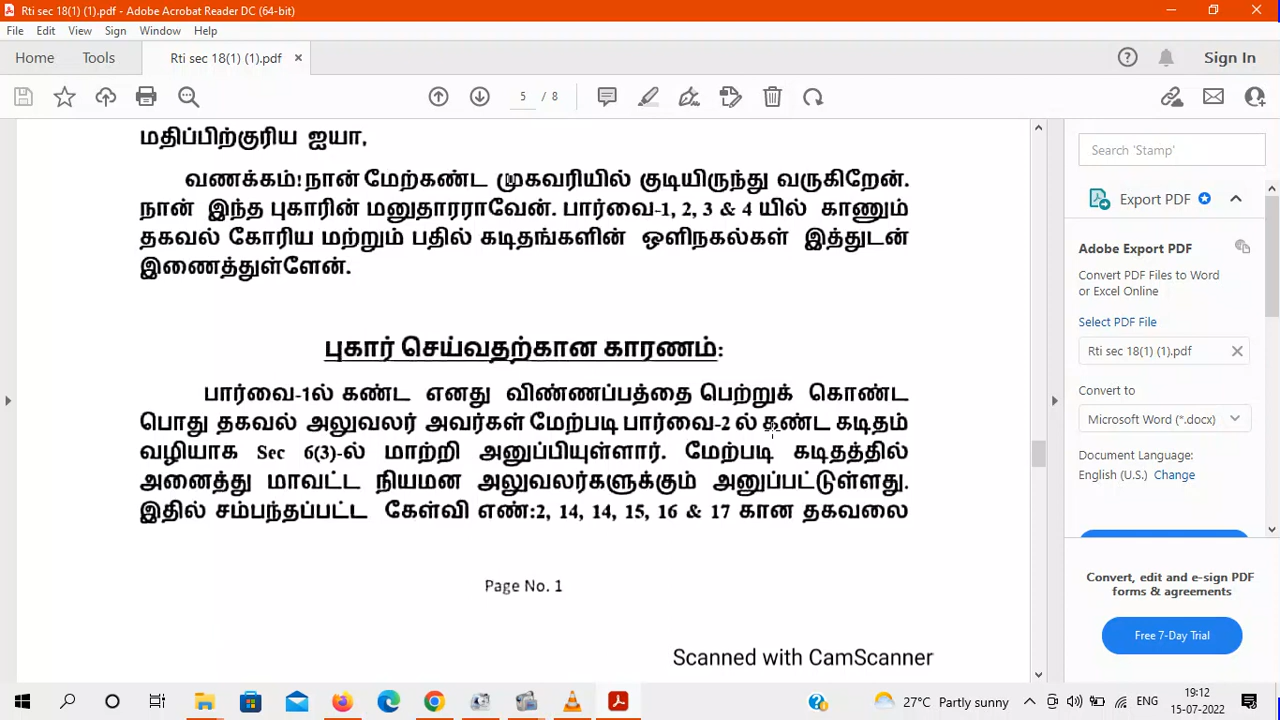 Rti sec 18(1) (1).pdf - Adobe Acrobat Reader DC (64-bit)
File Edit View Sign Window Help
Home Tools Rti sec 18(1) (1).pdf Sign In
5 / 8
மதிப்பிற்குரிய ஐயா,
வணக்கம்! நான் மேற்கண்ட முகவரியில் குடியிருந்து வருகிறேன்.
நான் இந்த புகாரின் மனுதாரராவேன். பார்வை-1, 2, 3 & 4 யில் காணும்
தகவல் கோரிய மற்றும் பதில் கடிதங்களின் ஒளிநகல்கள் இத்துடன்
இணைத்துள்ளேன்.
புகார் செய்வதற்கான காரணம்:
பார்வை-1ல் கண்ட எனது விண்ணப்பத்தை பெற்றுக் கொண்ட
பொது தகவல் அலுவலர் அவர்கள் மேற்படி பார்வை-2 ல் கண்ட கடிதம்
வழியாக Sec 6(3)-ல் மாற்றி அனுப்பியுள்ளார். மேற்படி கடிதத்தில்
அனைத்து மாவட்ட நியமன அலுவலர்களுக்கும் அனுப்பட்டுள்ளது.
இதில் சம்பந்தப்பட்ட கேள்வி எண்:2, 14, 14, 15, 16 & 17 கான தகவலை
Page No. 1
Scanned with CamScanner
Search 'Stamp'
Export PDF
Adobe Export PDF
Convert PDF Files to Word
or Excel Online
Select PDF File
Rti sec 18(1) (1).pdf
Convert to
Microsoft Word (*.docx)
Document Language:
English (U.S.) Change
Convert, edit and e-sign PDF
forms & agreements
Free 7-Day Trial
27°C Partly sunny
19:12
15-07-2022